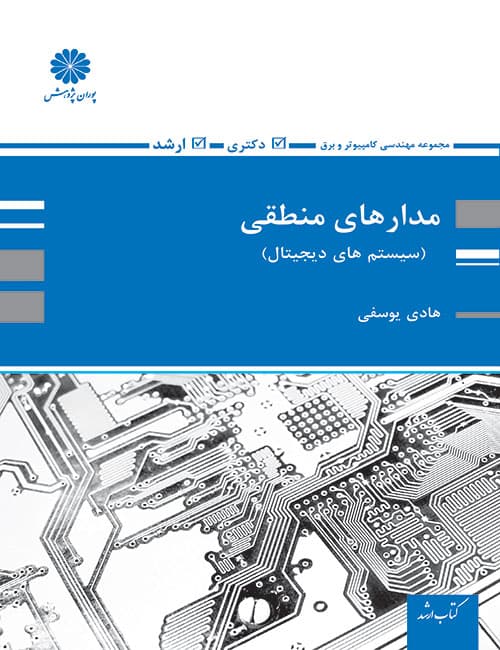 پوران پژوهش
مجموعه مهندسی کامپیوتر و برق ☑ دکتری ☑ ارشد
مدارهای منطقی
(سیستم های دیجیتال)
هادی یوسفی
کتاب ارشد